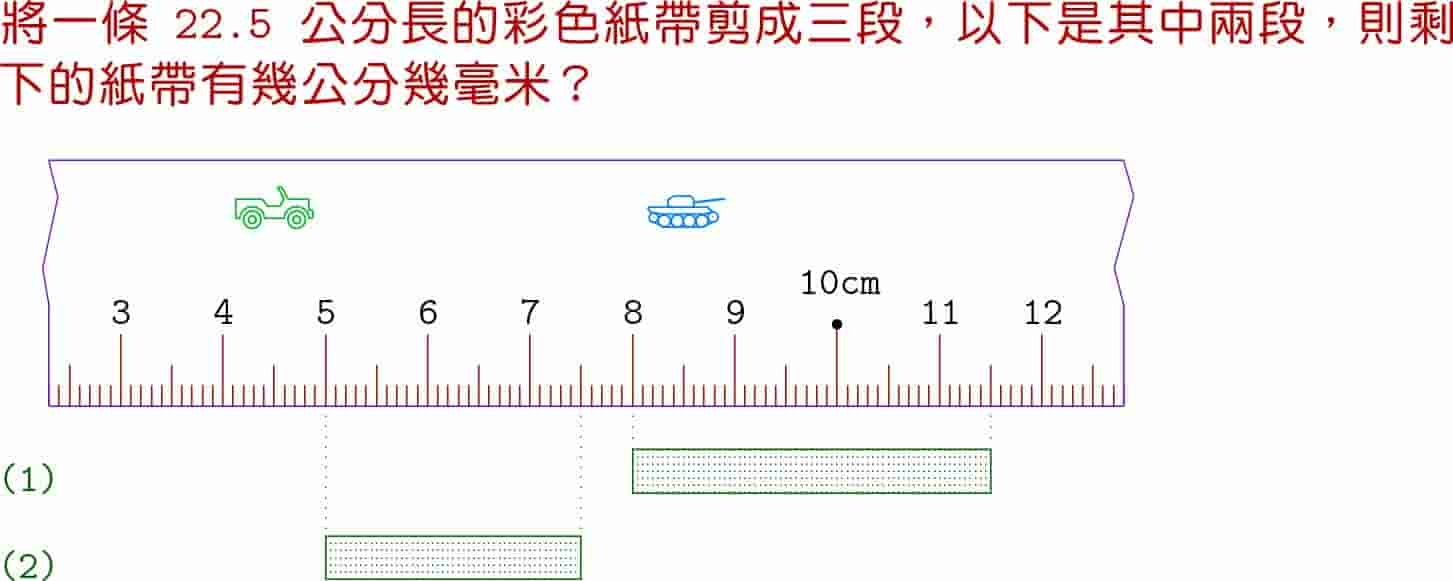 將一條 22.5 公分長的彩色紙帶剪成三段，以下是其中兩段，則剩
下的紙帶有幾公分幾毫米？
10cm
3 4 5 6 7 8 9 11 12
(1)
(2)